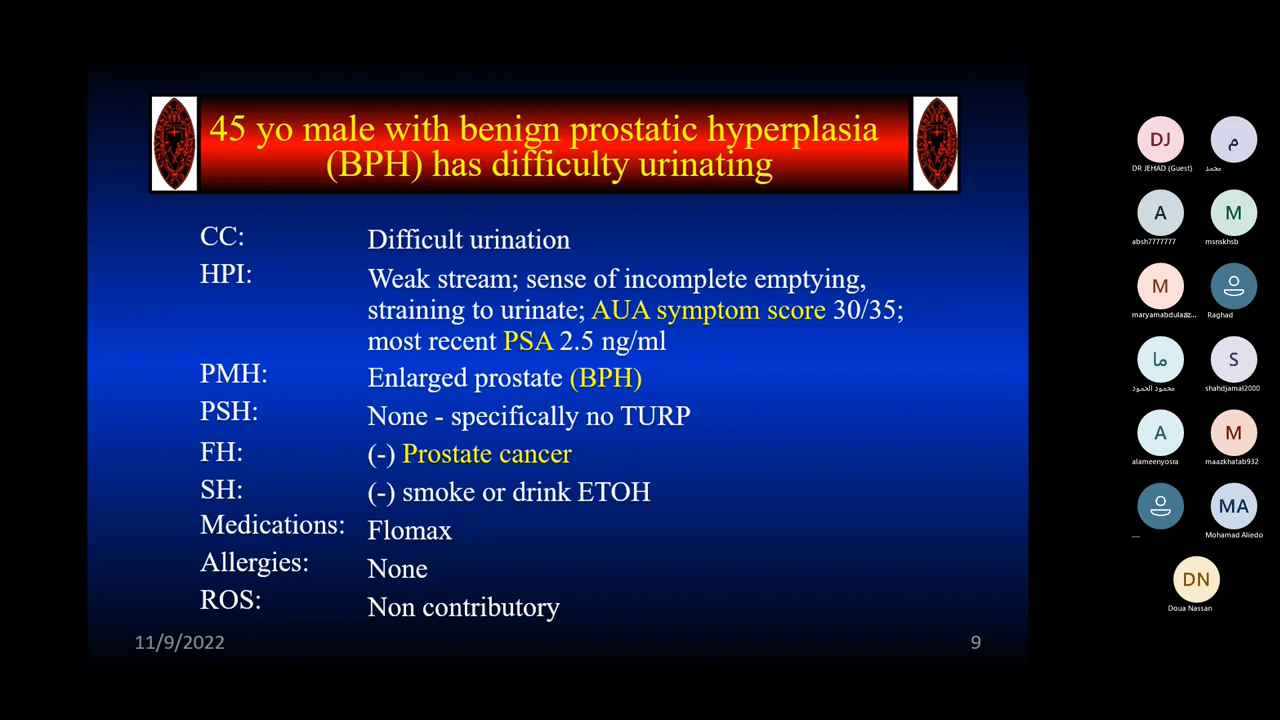 45 yo male with benign prostatic hyperplasia
(BPH) has difficulty urinating
CC: Difficult urination
HPI: Weak stream; sense of incomplete emptying,
straining to urinate; AUA symptom score 30/35;
most recent PSA 2.5 ng/ml
PMH: Enlarged prostate (BPH)
PSH: None - specifically no TURP
FH: (-) Prostate cancer
SH: (-) smoke or drink ETOH
Medications: Flomax
Allergies: None
ROS: Non contributory
11/9/2022 9
DJ م
DR JEHAD (Guest) محمد
A M
absh7777777 msnskhsb
M
maryamabdulaziz... Raghad
ما S
محمود الحمود shahdjamal2000
A M
alameenyosra maazkhatab932
MA
.... Mohamad Aliedo
DN
Doua Nassan